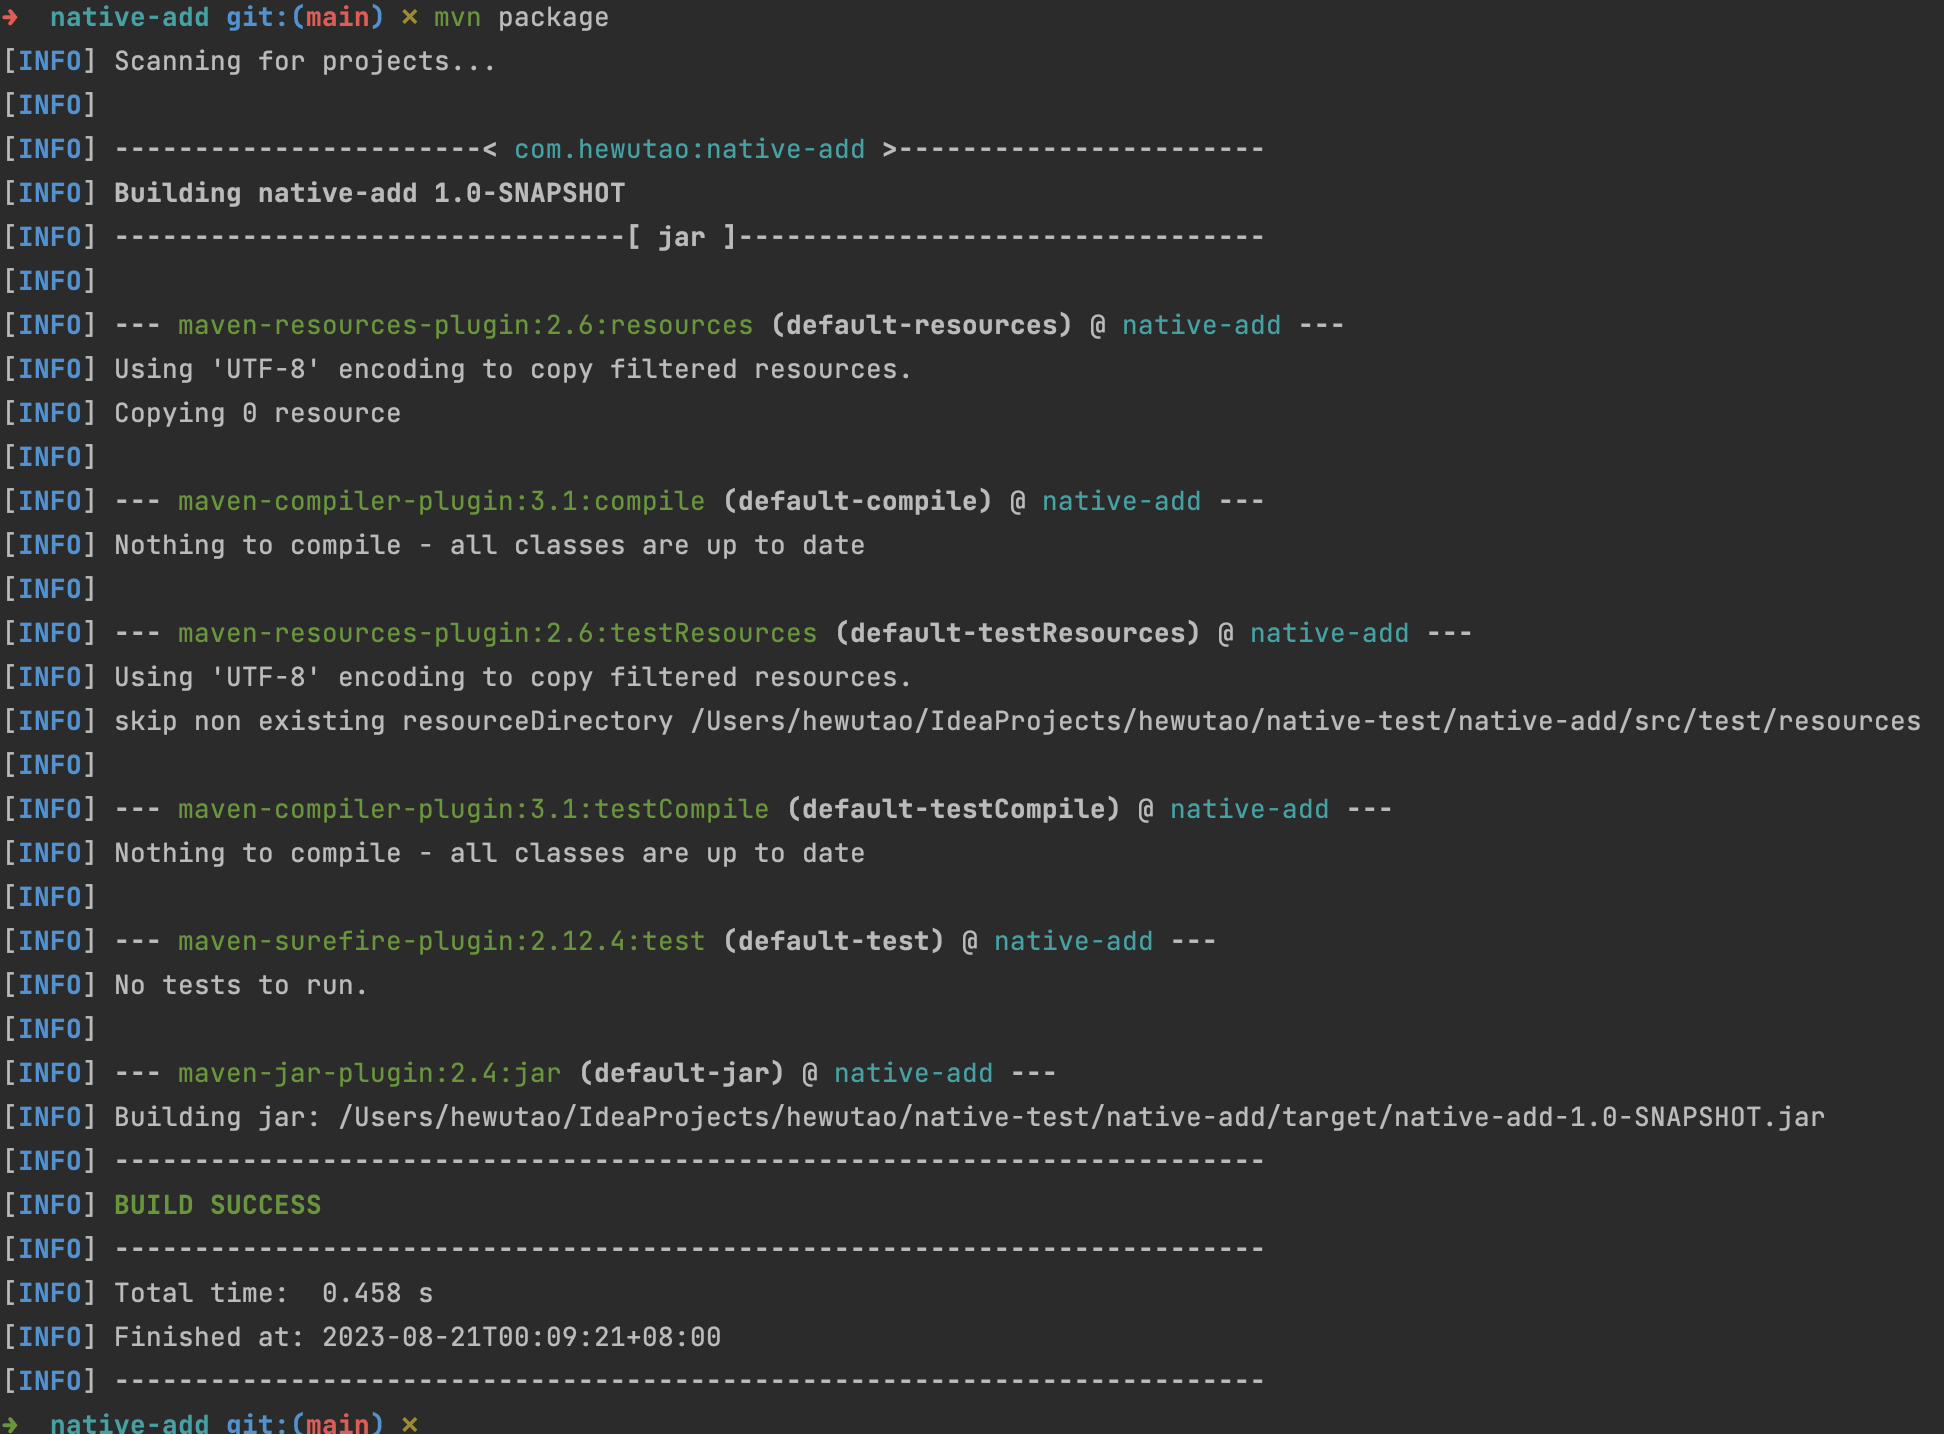 ➜  native-add git:(main) ✗ mvn package
[INFO] Scanning for projects...
[INFO]
[INFO] -----------------------< com.hewutao:native-add >-----------------------
[INFO] Building native-add 1.0-SNAPSHOT
[INFO] --------------------------------[ jar ]---------------------------------
[INFO]
[INFO] --- maven-resources-plugin:2.6:resources (default-resources) @ native-add ---
[INFO] Using 'UTF-8' encoding to copy filtered resources.
[INFO] Copying 0 resource
[INFO]
[INFO] --- maven-compiler-plugin:3.1:compile (default-compile) @ native-add ---
[INFO] Nothing to compile - all classes are up to date
[INFO]
[INFO] --- maven-resources-plugin:2.6:testResources (default-testResources) @ native-add ---
[INFO] Using 'UTF-8' encoding to copy filtered resources.
[INFO] skip non existing resourceDirectory /Users/hewutao/IdeaProjects/hewutao/native-test/native-add/src/test/resources
[INFO]
[INFO] --- maven-compiler-plugin:3.1:testCompile (default-testCompile) @ native-add ---
[INFO] Nothing to compile - all classes are up to date
[INFO]
[INFO] --- maven-surefire-plugin:2.12.4:test (default-test) @ native-add ---
[INFO] No tests to run.
[INFO]
[INFO] --- maven-jar-plugin:2.4:jar (default-jar) @ native-add ---
[INFO] Building jar: /Users/hewutao/IdeaProjects/hewutao/native-test/native-add/target/native-add-1.0-SNAPSHOT.jar
[INFO] ------------------------------------------------------------------------
[INFO] BUILD SUCCESS
[INFO] ------------------------------------------------------------------------
[INFO] Total time:  0.458 s
[INFO] Finished at: 2023-08-21T00:09:21+08:00
[INFO] ------------------------------------------------------------------------
➜  native-add git:(main) ✗